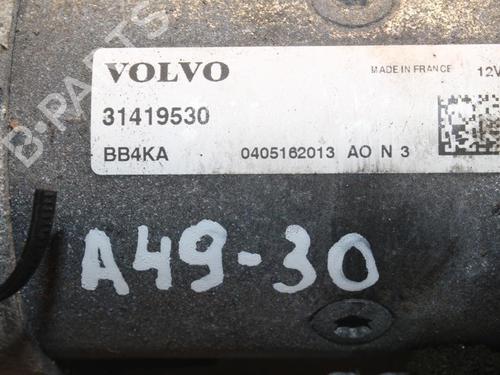 B-PARTS
VOLVO
MADE IN FRANCE 12V
31419530
BB4KA 0405162013 AO N 3
A49-30